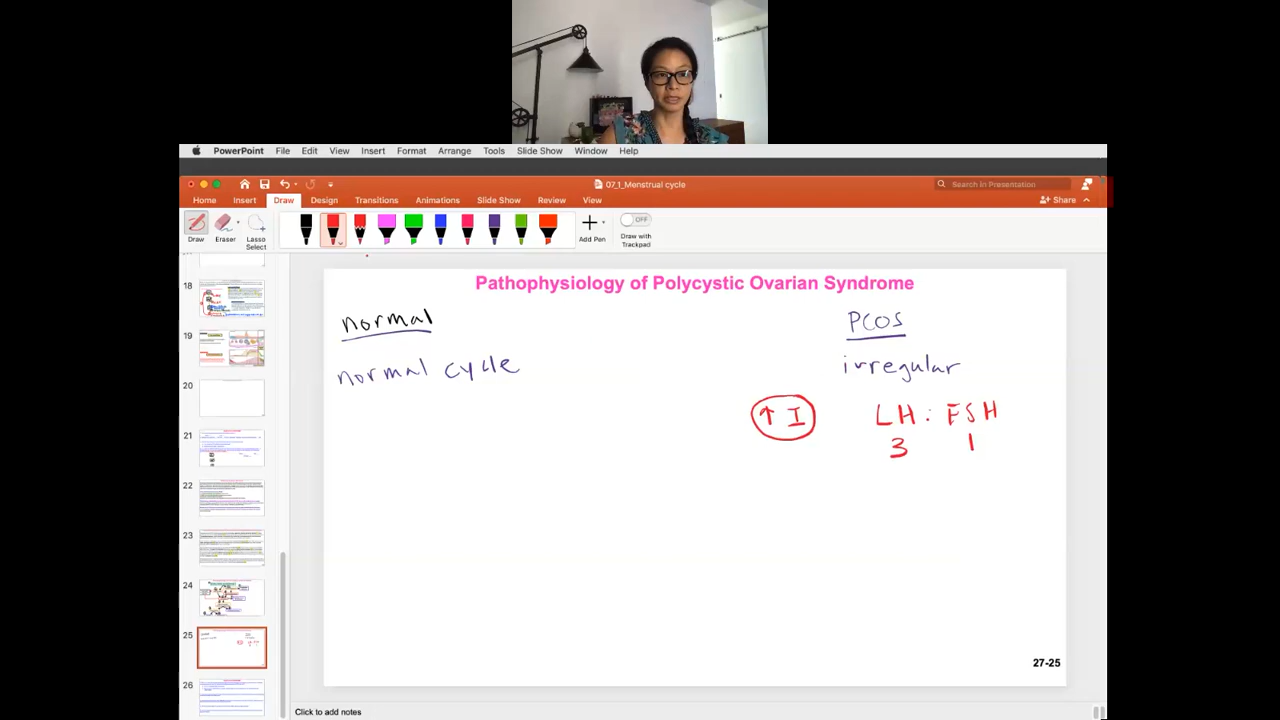 PowerPoint File Edit View Insert Format Arrange Tools Slide Show Window Help
07_1_Menstrual cycle
Search in Presentation
Home Insert Draw Design Transitions Animations Slide Show Review View
Share
Draw
Eraser
Lasso Select
Add Pen
OFF
Draw with Trackpad
18
19
20
21
22
23
24
25
26
Pathophysiology of Polycystic Ovarian Syndrome
normal
PCOS
normal cycle
irregular
↑ I
LH : FSH
3 1
27-25
Click to add notes